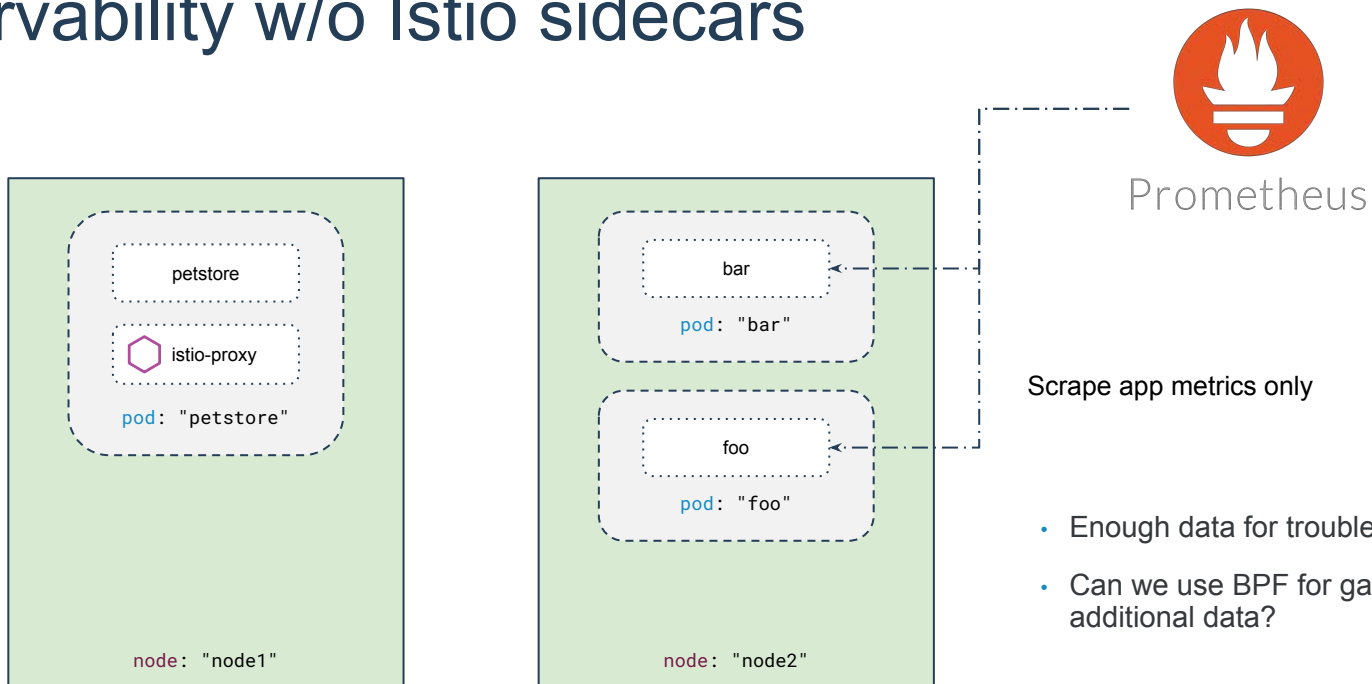 rvability w/o Istio sidecars
Prometheus
petstore
istio-proxy
pod: "petstore"
node: "node1"
bar
pod: "bar"
foo
pod: "foo"
node: "node2"
Scrape app metrics only
• Enough data for trouble
• Can we use BPF for ga
additional data?